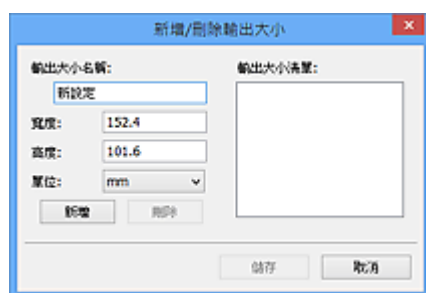 新增/刪除輸出大小
輸出大小名稱:
輸出大小清單:
新設定
寬度: 152.4
高度: 101.6
單位: mm
新增 刪除
儲存 取消